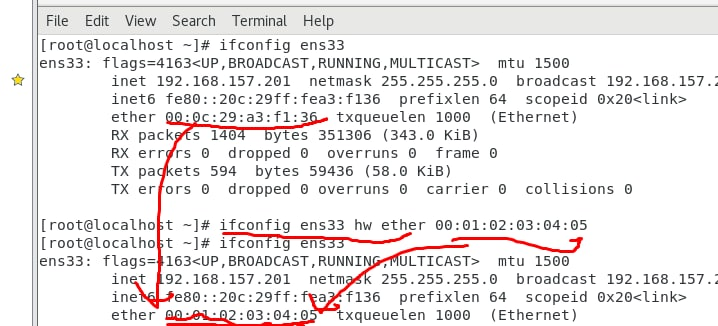 File Edit View Search Terminal Help
[root@localhost ~]# ifconfig ens33
ens33: flags=4163<UP,BROADCAST,RUNNING,MULTICAST>  mtu 1500
        inet 192.168.157.201  netmask 255.255.255.0  broadcast 192.168.157.2
        inet6 fe80::20c:29ff:fea3:f136  prefixlen 64  scopeid 0x20<link>
        ether 00:0c:29:a3:f1:36  txqueuelen 1000  (Ethernet)
        RX packets 1404  bytes 351306 (343.0 KiB)
        RX errors 0  dropped 0  overruns 0  frame 0
        TX packets 594  bytes 59436 (58.0 KiB)
        TX errors 0  dropped 0 overruns 0  carrier 0  collisions 0
[root@localhost ~]# ifconfig ens33 hw ether 00:01:02:03:04:05
[root@localhost ~]# ifconfig ens33
ens33: flags=4163<UP,BROADCAST,RUNNING,MULTICAST>  mtu 1500
        inet 192.168.157.201  netmask 255.255.255.0  broadcast 192.168.157.2
        inet6 fe80::20c:29ff:fea3:f136  prefixlen 64  scopeid 0x20<link>
        ether 00:01:02:03:04:05  txqueuelen 1000  (Ethernet)